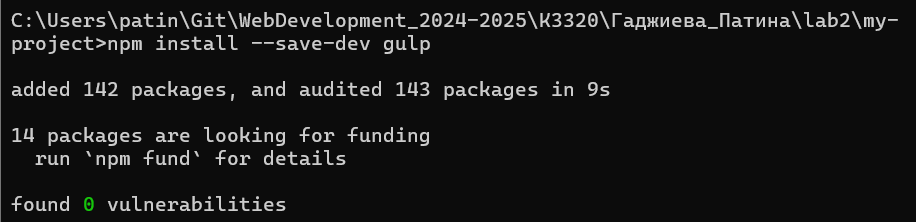 C:\Users\patin\Git\WebDevelopment_2024-2025\K3320\Гаджиева_Патина\lab2\my-
project>npm install --save-dev gulp
added 142 packages, and audited 143 packages in 9s
14 packages are looking for funding
run `npm fund` for details
found 0 vulnerabilities